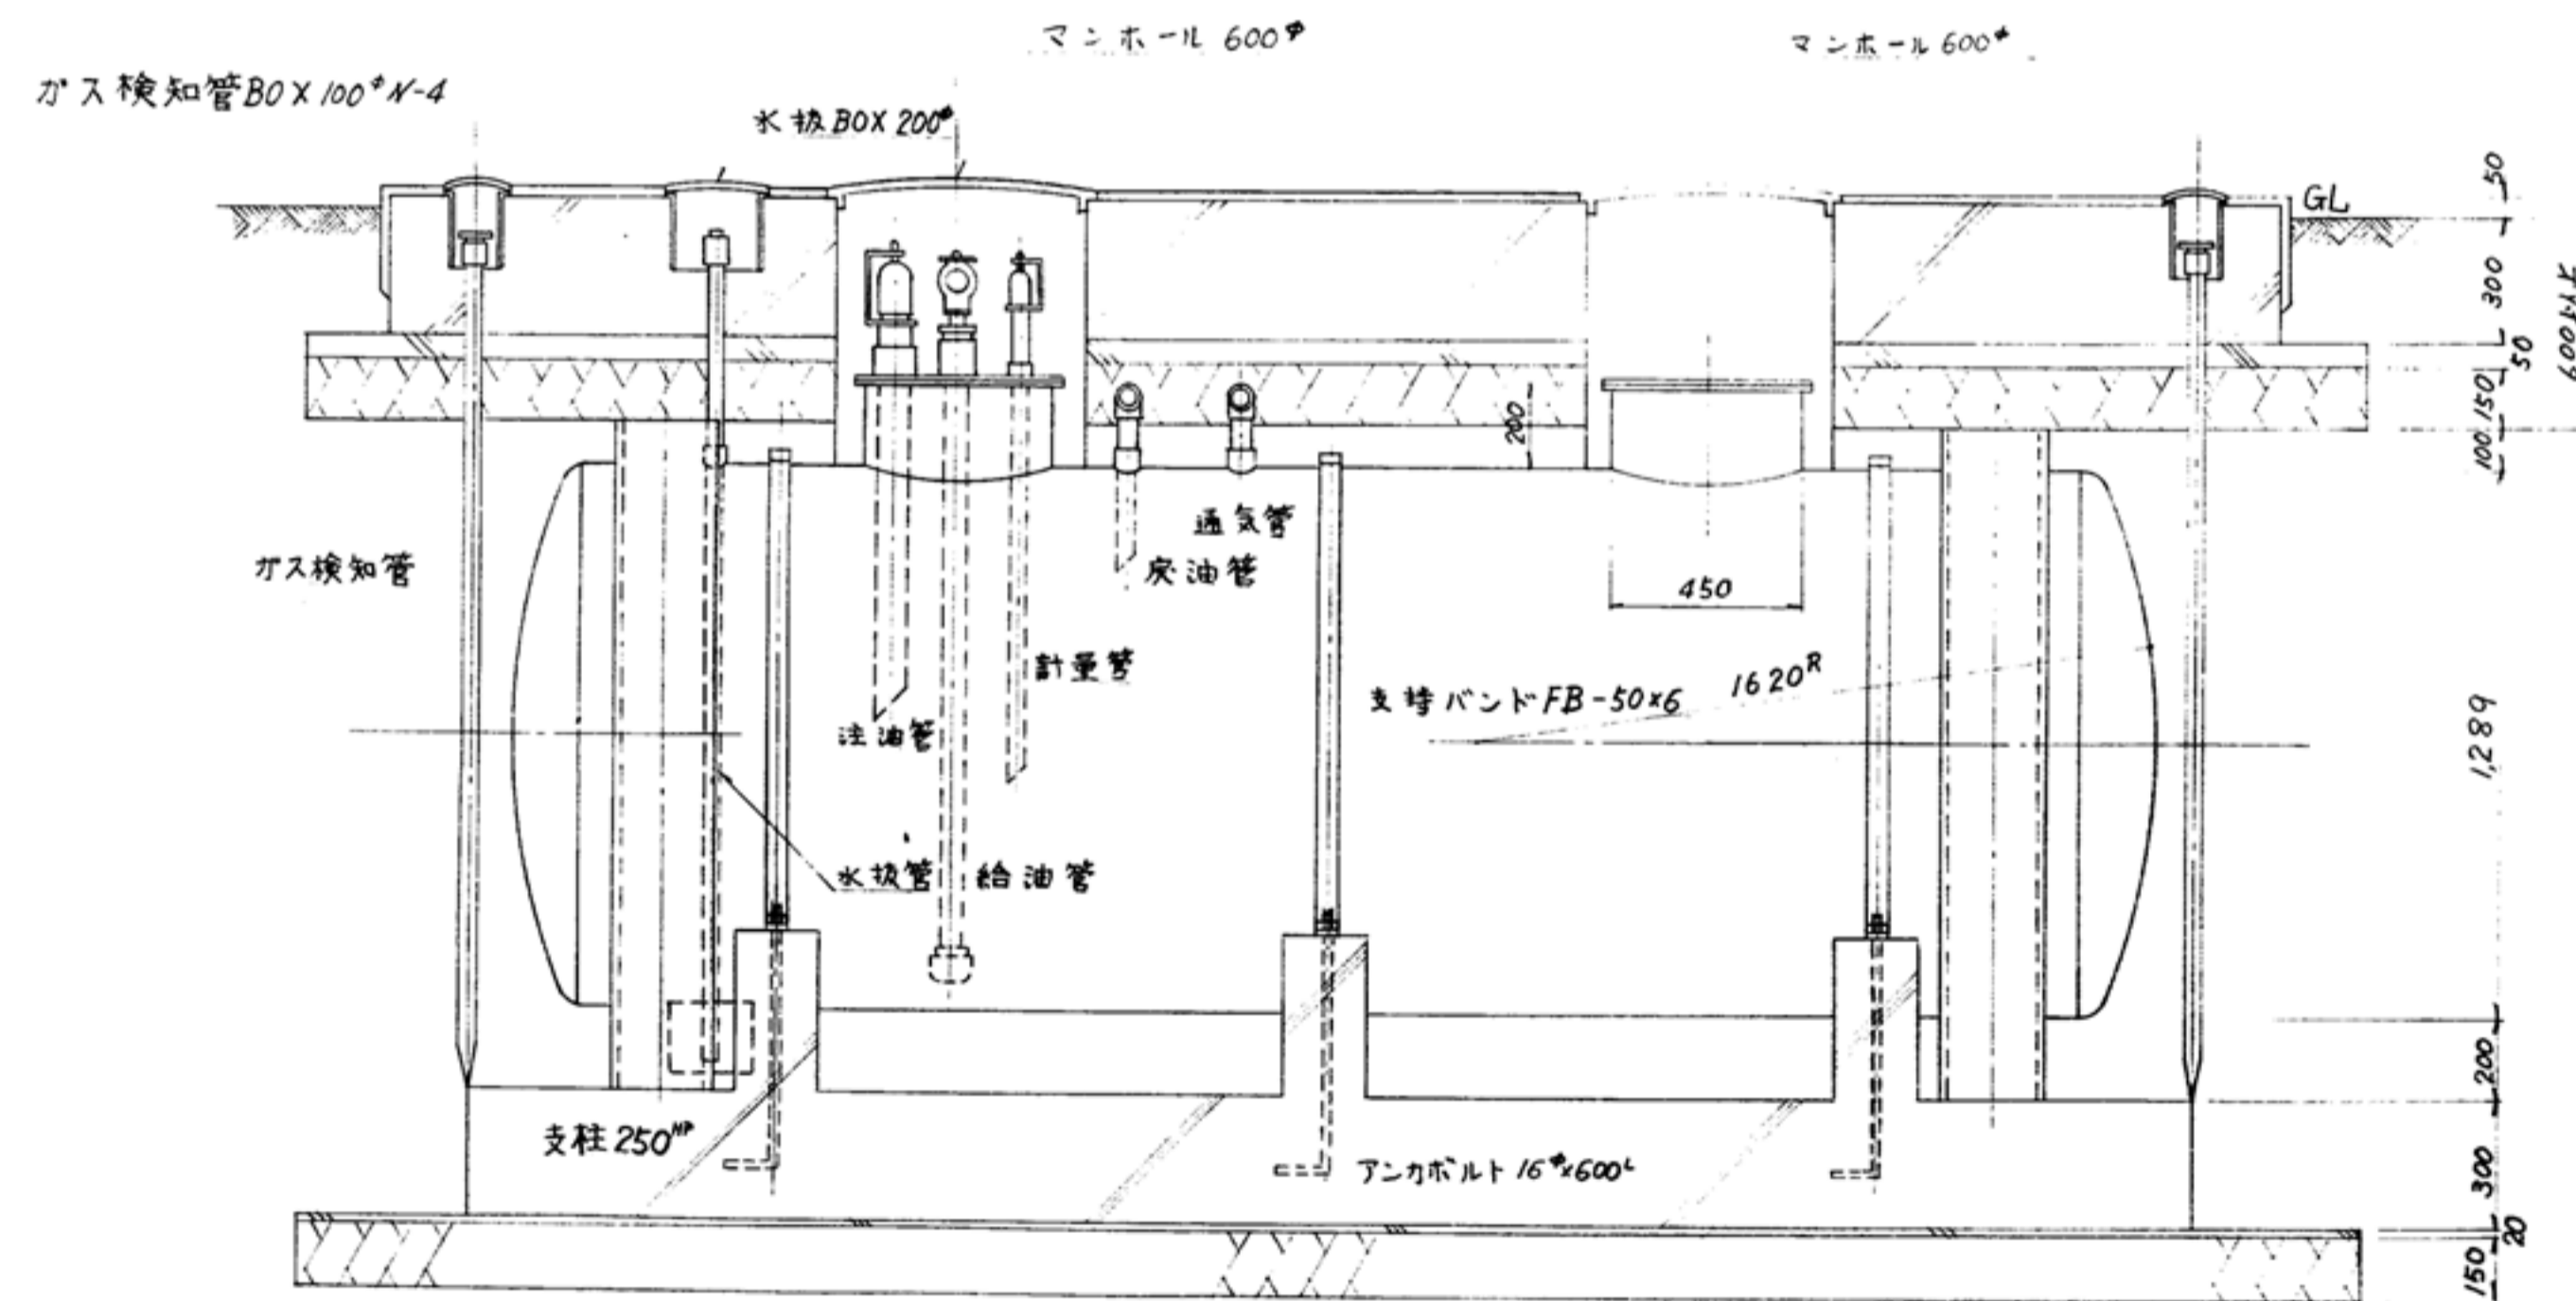 マンホール 600φ
マンホール 600φ
ガス検知管BOX 100φ N-4
水抜BOX 200φ
50
GL
300
50
150
100
200
通気管
戻油管
ガス検知管
450
計量管
1620R
支持バンドFB-50×6
注油管
1,289
水抜管
給油管
200
支柱 250HP
アンカボルト 16φ×600L
300
20
150